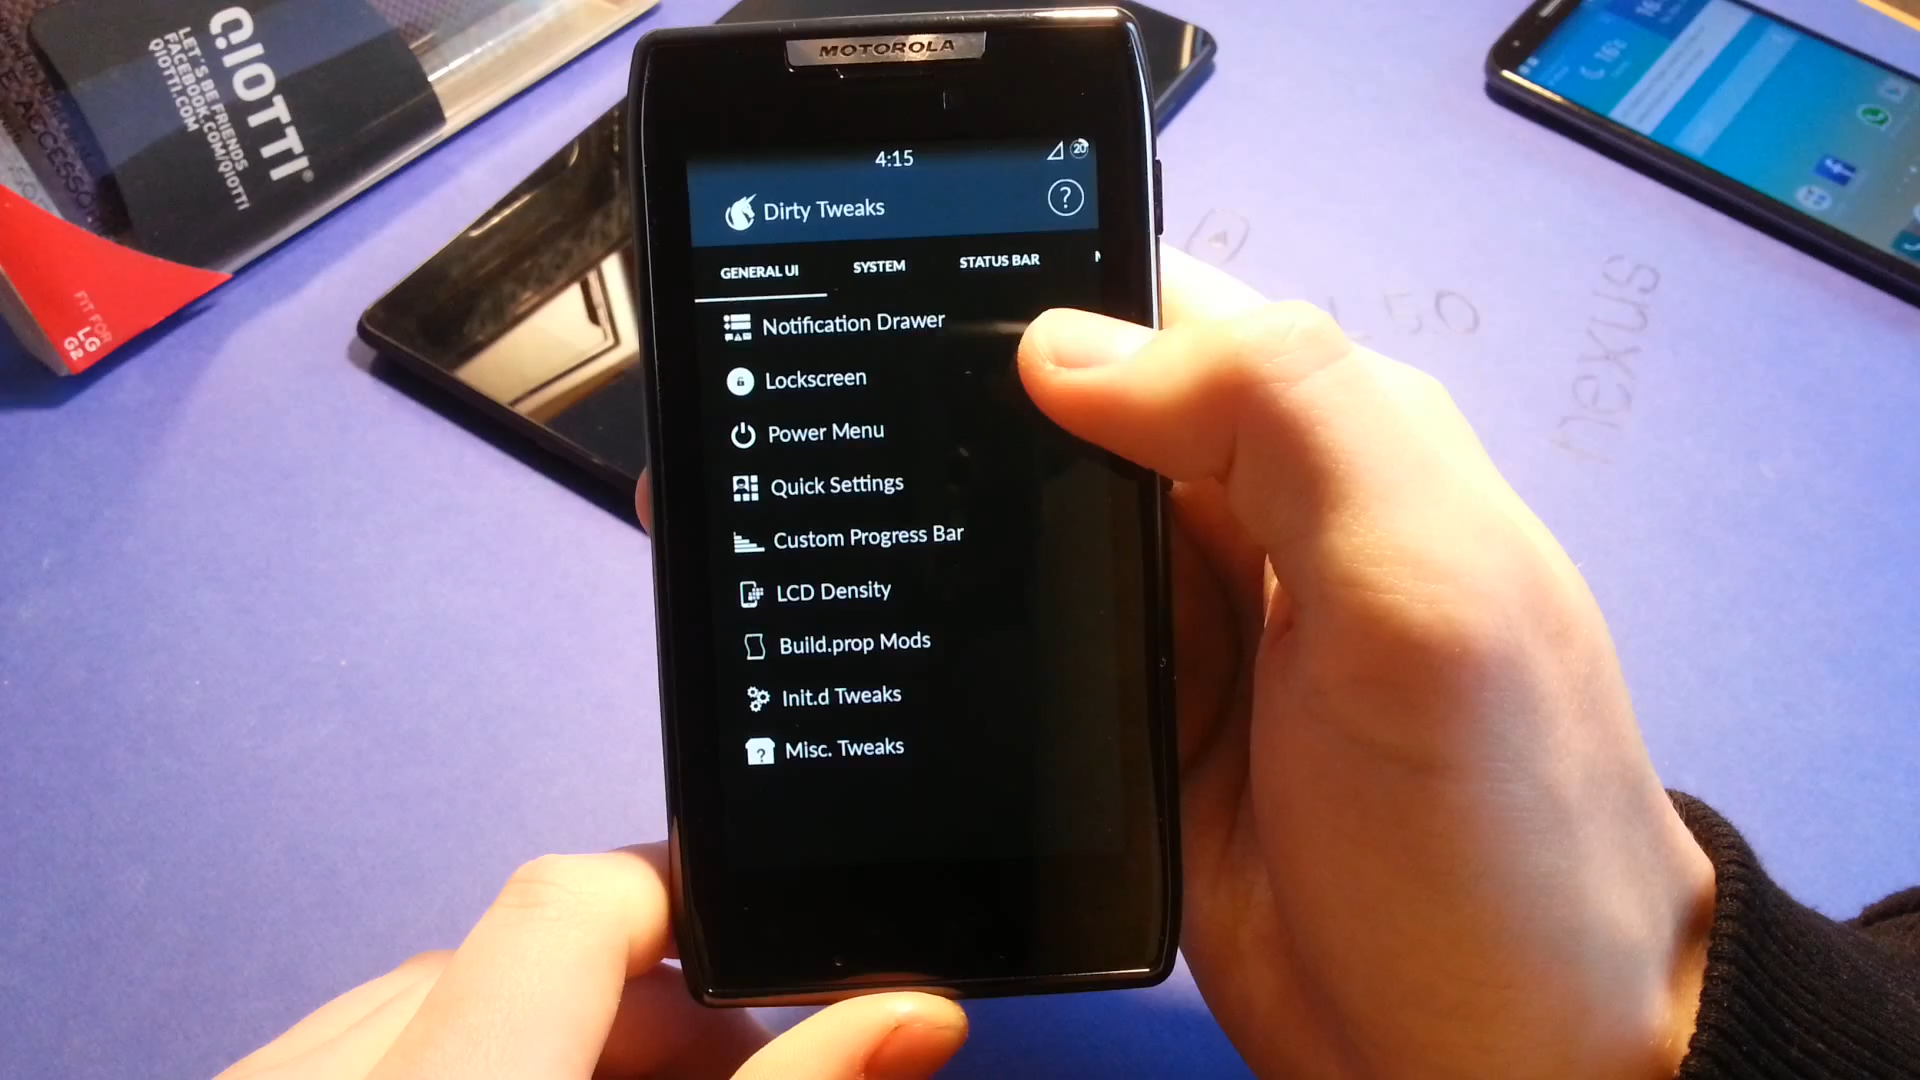 QIOTTI®
LET'S BE FRIENDS
FACEBOOK.COM/QIOTTI
QIOTTI.COM
FIT FOR
LG
G2
MOTOROLA
4:15
20
Dirty Tweaks
?
GENERAL UI
SYSTEM
STATUS BAR
Notification Drawer
Lockscreen
Power Menu
Quick Settings
Custom Progress Bar
LCD Density
Build.prop Mods
Init.d Tweaks
? Misc. Tweaks
50
nexus